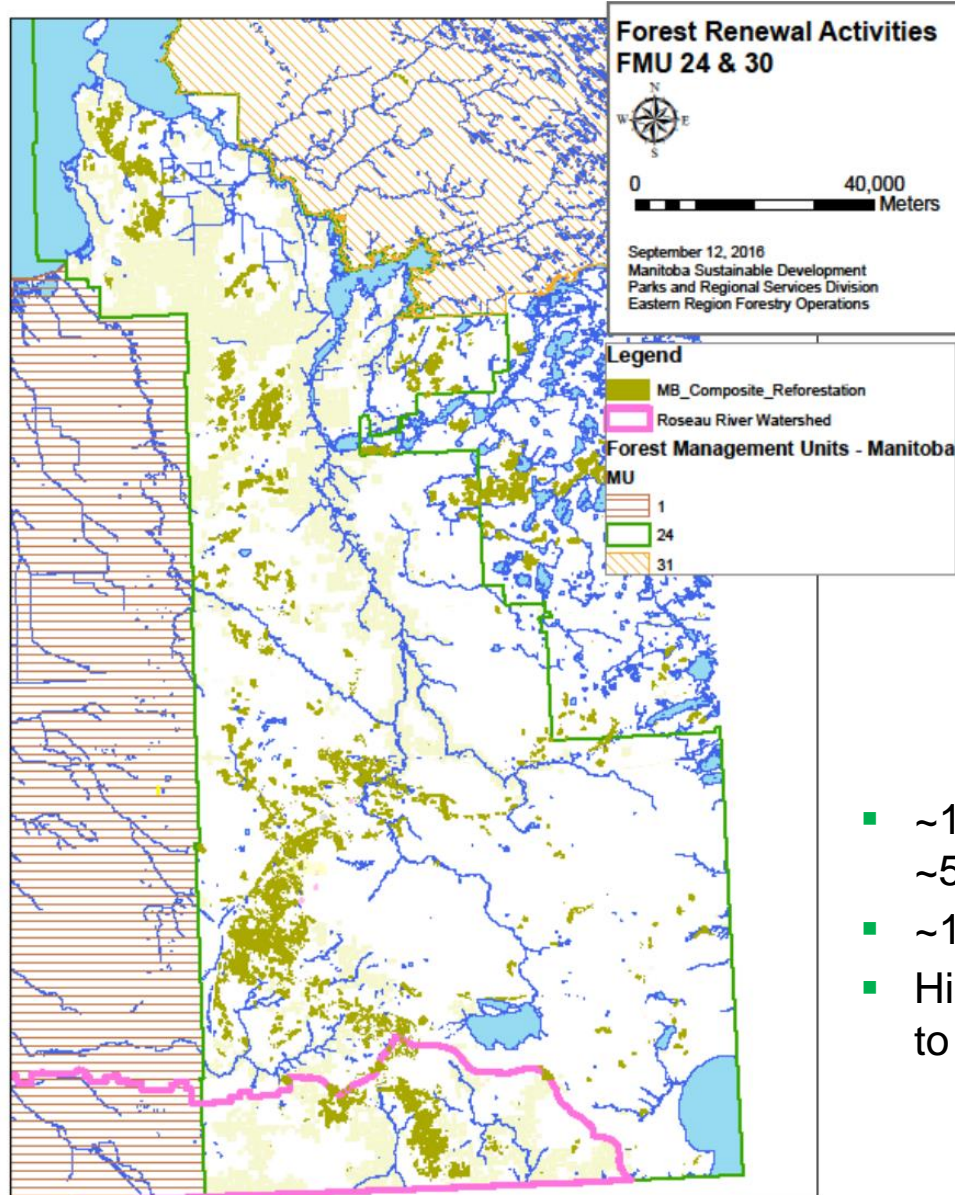 Forest Renewal Activities
FMU 24 & 30
N
W E
S
0 40,000
Meters
September 12, 2016
Manitoba Sustainable Development
Parks and Regional Services Division
Eastern Region Forestry Operations
Legend
MB_Composite_Reforestation
Roseau River Watershed
Forest Management Units - Manitoba
MU
1
24
31
▪ ~1
~5
▪ ~1
▪ Hi
to